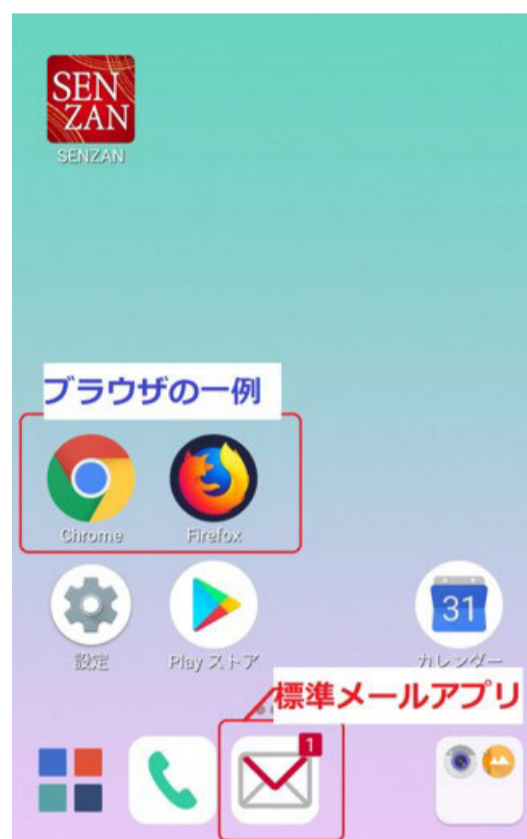 SEN
ZAN
SENZAN
ブラウザの一例
Chrome
Firefox
設定
Play ストア
31
カレンダー
標準メールアプリ
1